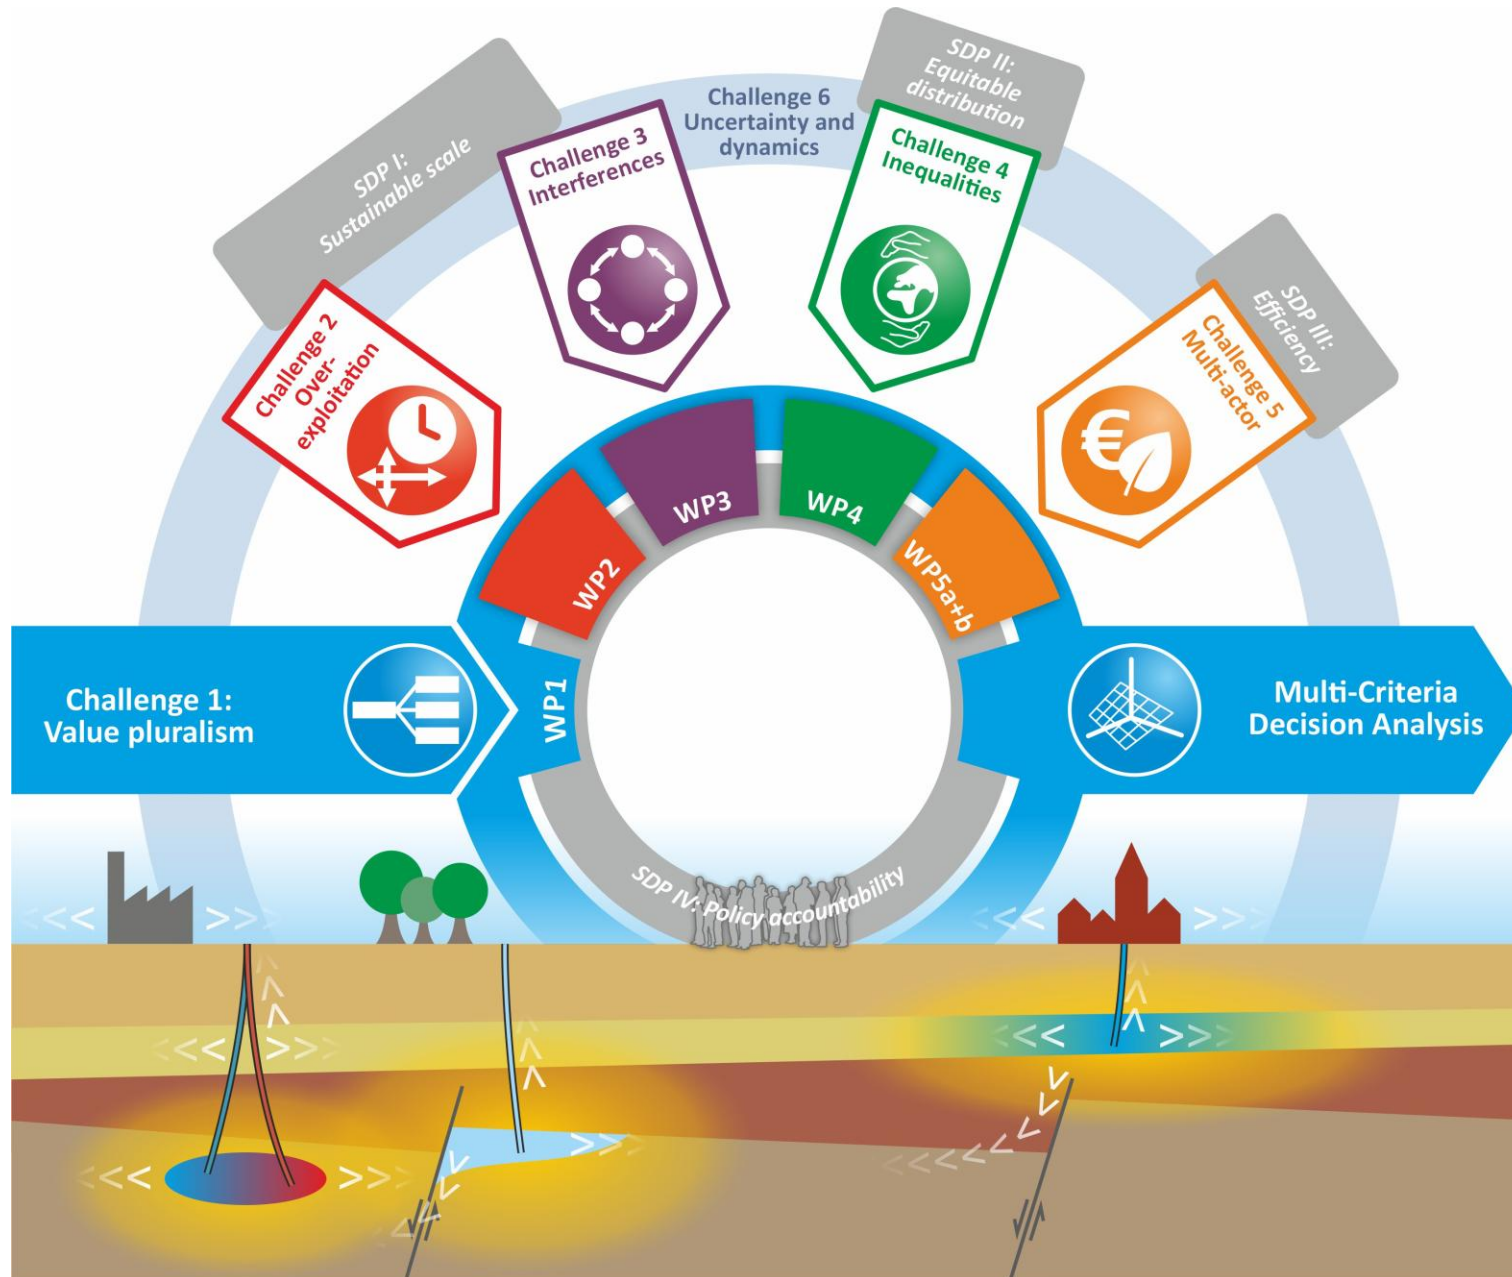 SDP I:
Sustainable scale
SDP II:
Equitable
distribution
Challenge 6
Uncertainty and
dynamics
Challenge 3
Interferences
Challenge 4
Inequalities
SDP III:
Efficiency
Challenge 2
Over-
exploitation
Challenge 5
Multi-actor
€
WP3
WP4
WP2
WP5a+b
WP1
Challenge 1:
Value pluralism
Multi-Criteria
Decision Analysis
SDP IV: Policy accountability